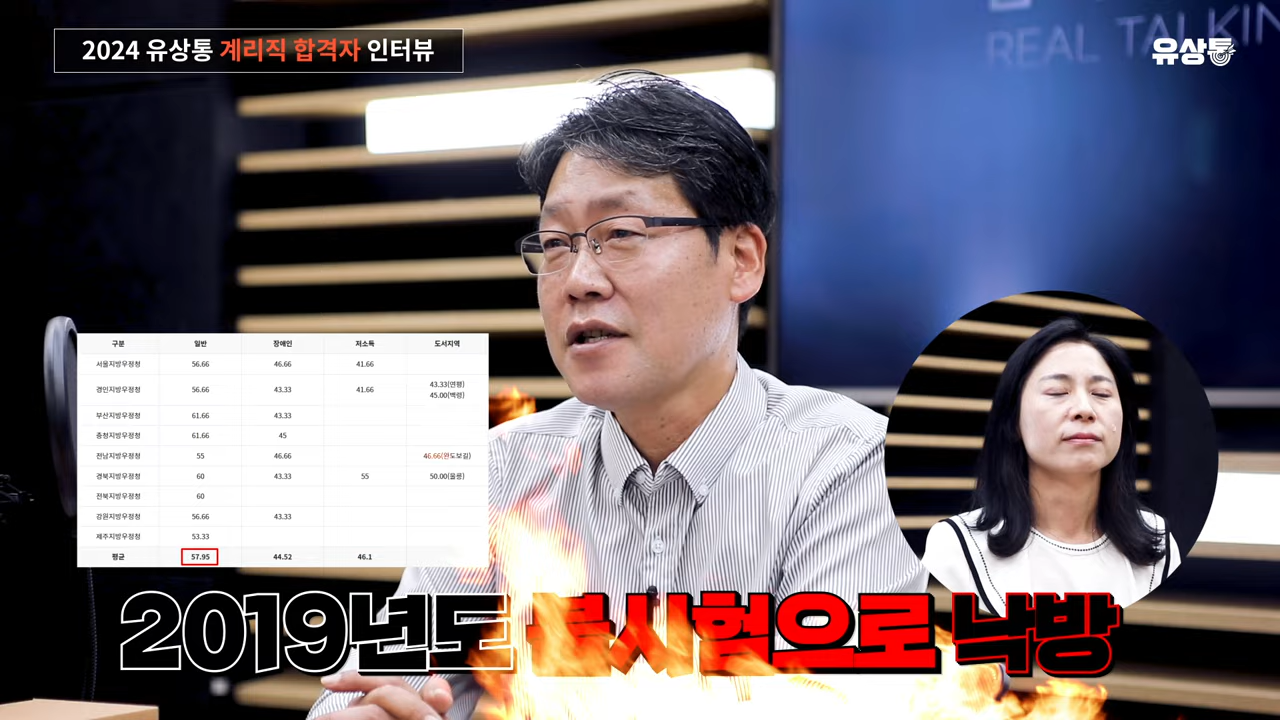 2024 유상통 계리직 합격자 인터뷰
REAL TALKIN
유상통
구분 일반 장애인 저소득 도서지역
서울지방우정청 56.66 46.66 41.66
경인지방우정청 56.66 43.33 41.66 43.33(연평)
45.00(백령)
부산지방우정청 61.66 43.33
충청지방우정청 61.66 45
전남지방우정청 55 46.66 46.66(완도보길)
경북지방우정청 60 43.33 55 50.00(울릉)
전북지방우정청 60
강원지방우정청 56.66 43.33
제주지방우정청 53.33
평균 57.95 44.52 46.1
2019년도 불시험으로 낙방